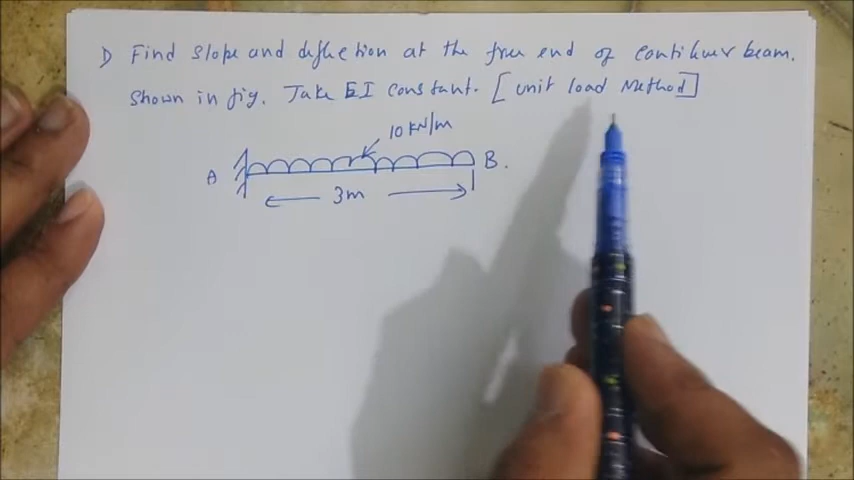 1) Find slope and deflection at the free end of cantilever beam.
shown in fig. Take EI constant. [unit load Method]
10 kN/m
A B.
3m